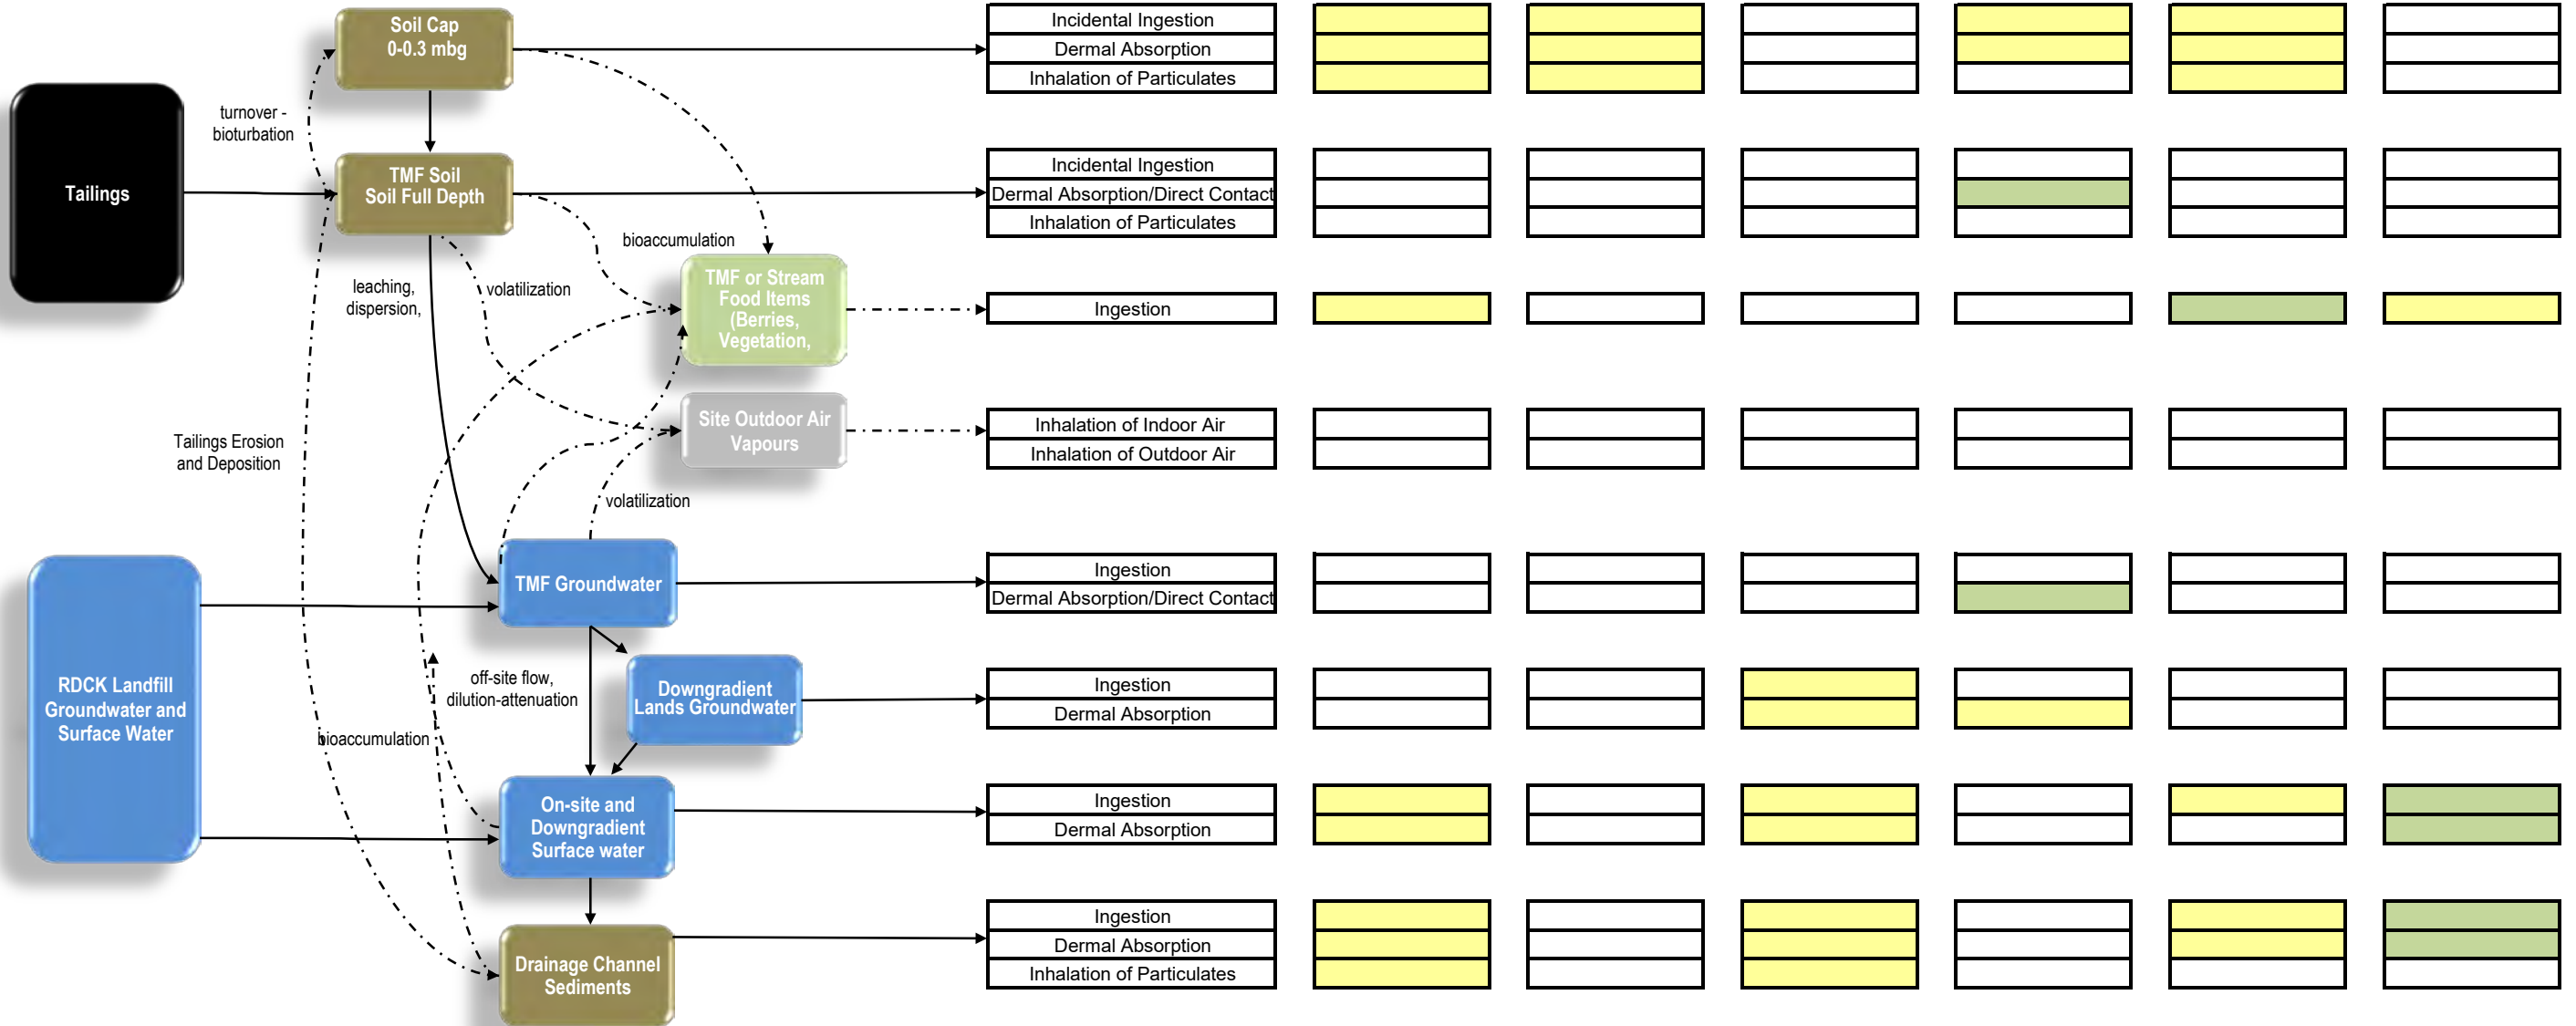 Soil Cap
0-0.3 mbg
Incidental Ingestion
Dermal Absorption
Inhalation of Particulates
turnover -
bioturbation
Tailings
TMF Soil
Soil Full Depth
Incidental Ingestion
Dermal Absorption/Direct Contact
Inhalation of Particulates
bioaccumulation
leaching,
dispersion,
volatilization
TMF or Stream
Food Items
(Berries,
Vegetation,
Ingestion
Tailings Erosion
and Deposition
Site Outdoor Air
Vapours
Inhalation of Indoor Air
Inhalation of Outdoor Air
volatilization
TMF Groundwater
Ingestion
Dermal Absorption/Direct Contact
RDCK Landfill
Groundwater and
Surface Water
off-site flow,
dilution-attenuation
Downgradient
Lands Groundwater
Ingestion
Dermal Absorption
bioaccumulation
On-site and
Downgradient
Surface water
Ingestion
Dermal Absorption
Drainage Channel
Sediments
Ingestion
Dermal Absorption
Inhalation of Particulates